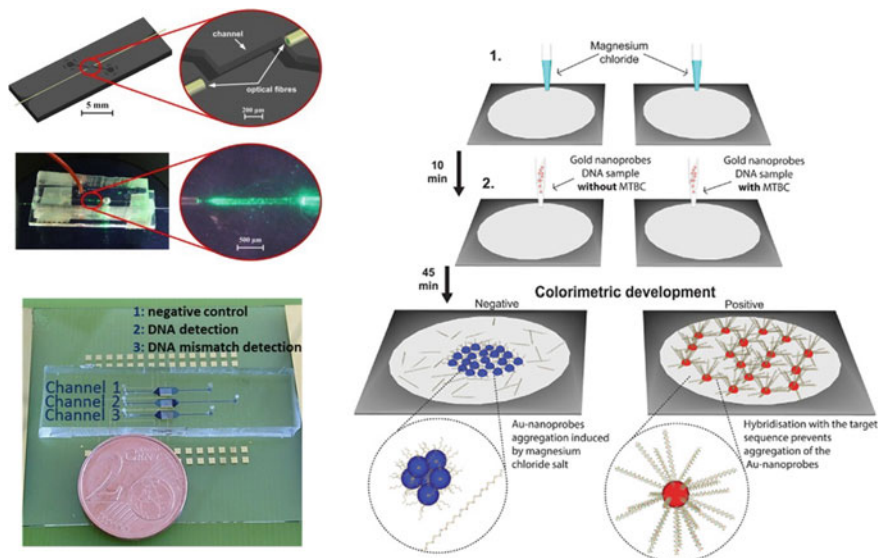 channel
optical fibres
5 mm
200 µm
500 µm
1: negative control
2: DNA detection
3: DNA mismatch detection
Channel 1
Channel 2
Channel 3
2
1.
Magnesium
chloride
10
min
2.
Gold nanoprobes
DNA sample
without MTBC
Gold nanoprobes
DNA sample
with MTBC
45
min
Colorimetric development
Negative
Positive
Au-nanoprobes
aggregation induced
by magnesium
chloride salt
Hybridisation with the target
sequence prevents
aggregation of the
Au-nanoprobes